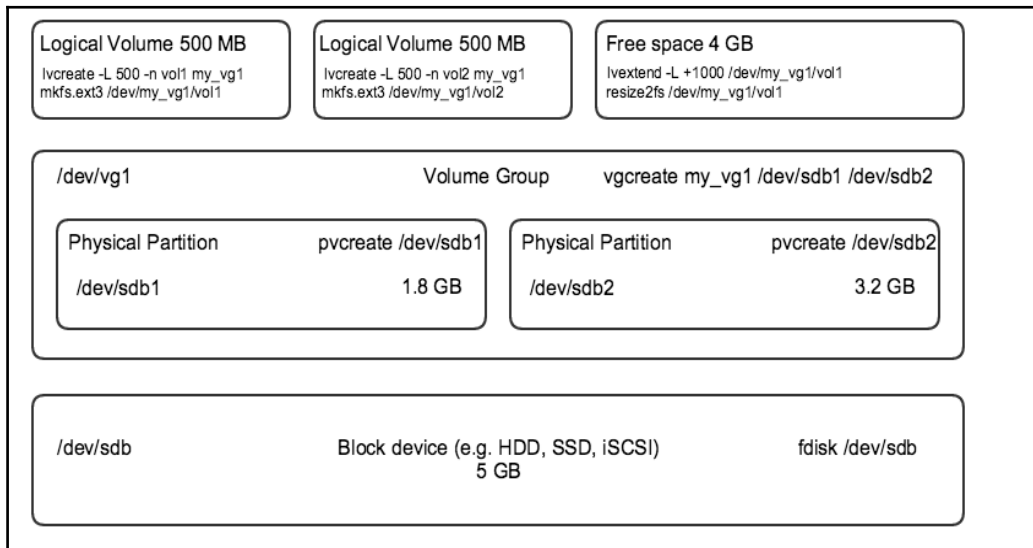 Logical Volume 500 MB
lvcreate -L 500 -n vol1 my_vg1
mkfs.ext3 /dev/my_vg1/vol1
Logical Volume 500 MB
lvcreate -L 500 -n vol2 my_vg1
mkfs.ext3 /dev/my_vg1/vol2
Free space 4 GB
lvextend -L +1000 /dev/my_vg1/vol1
resize2fs /dev/my_vg1/vol1
/dev/vg1 Volume Group vgcreate my_vg1 /dev/sdb1 /dev/sdb2
Physical Partition pvcreate /dev/sdb1
/dev/sdb1 1.8 GB
Physical Partition pvcreate /dev/sdb2
/dev/sdb2 3.2 GB
/dev/sdb Block device (e.g. HDD, SSD, iSCSI) fdisk /dev/sdb
5 GB